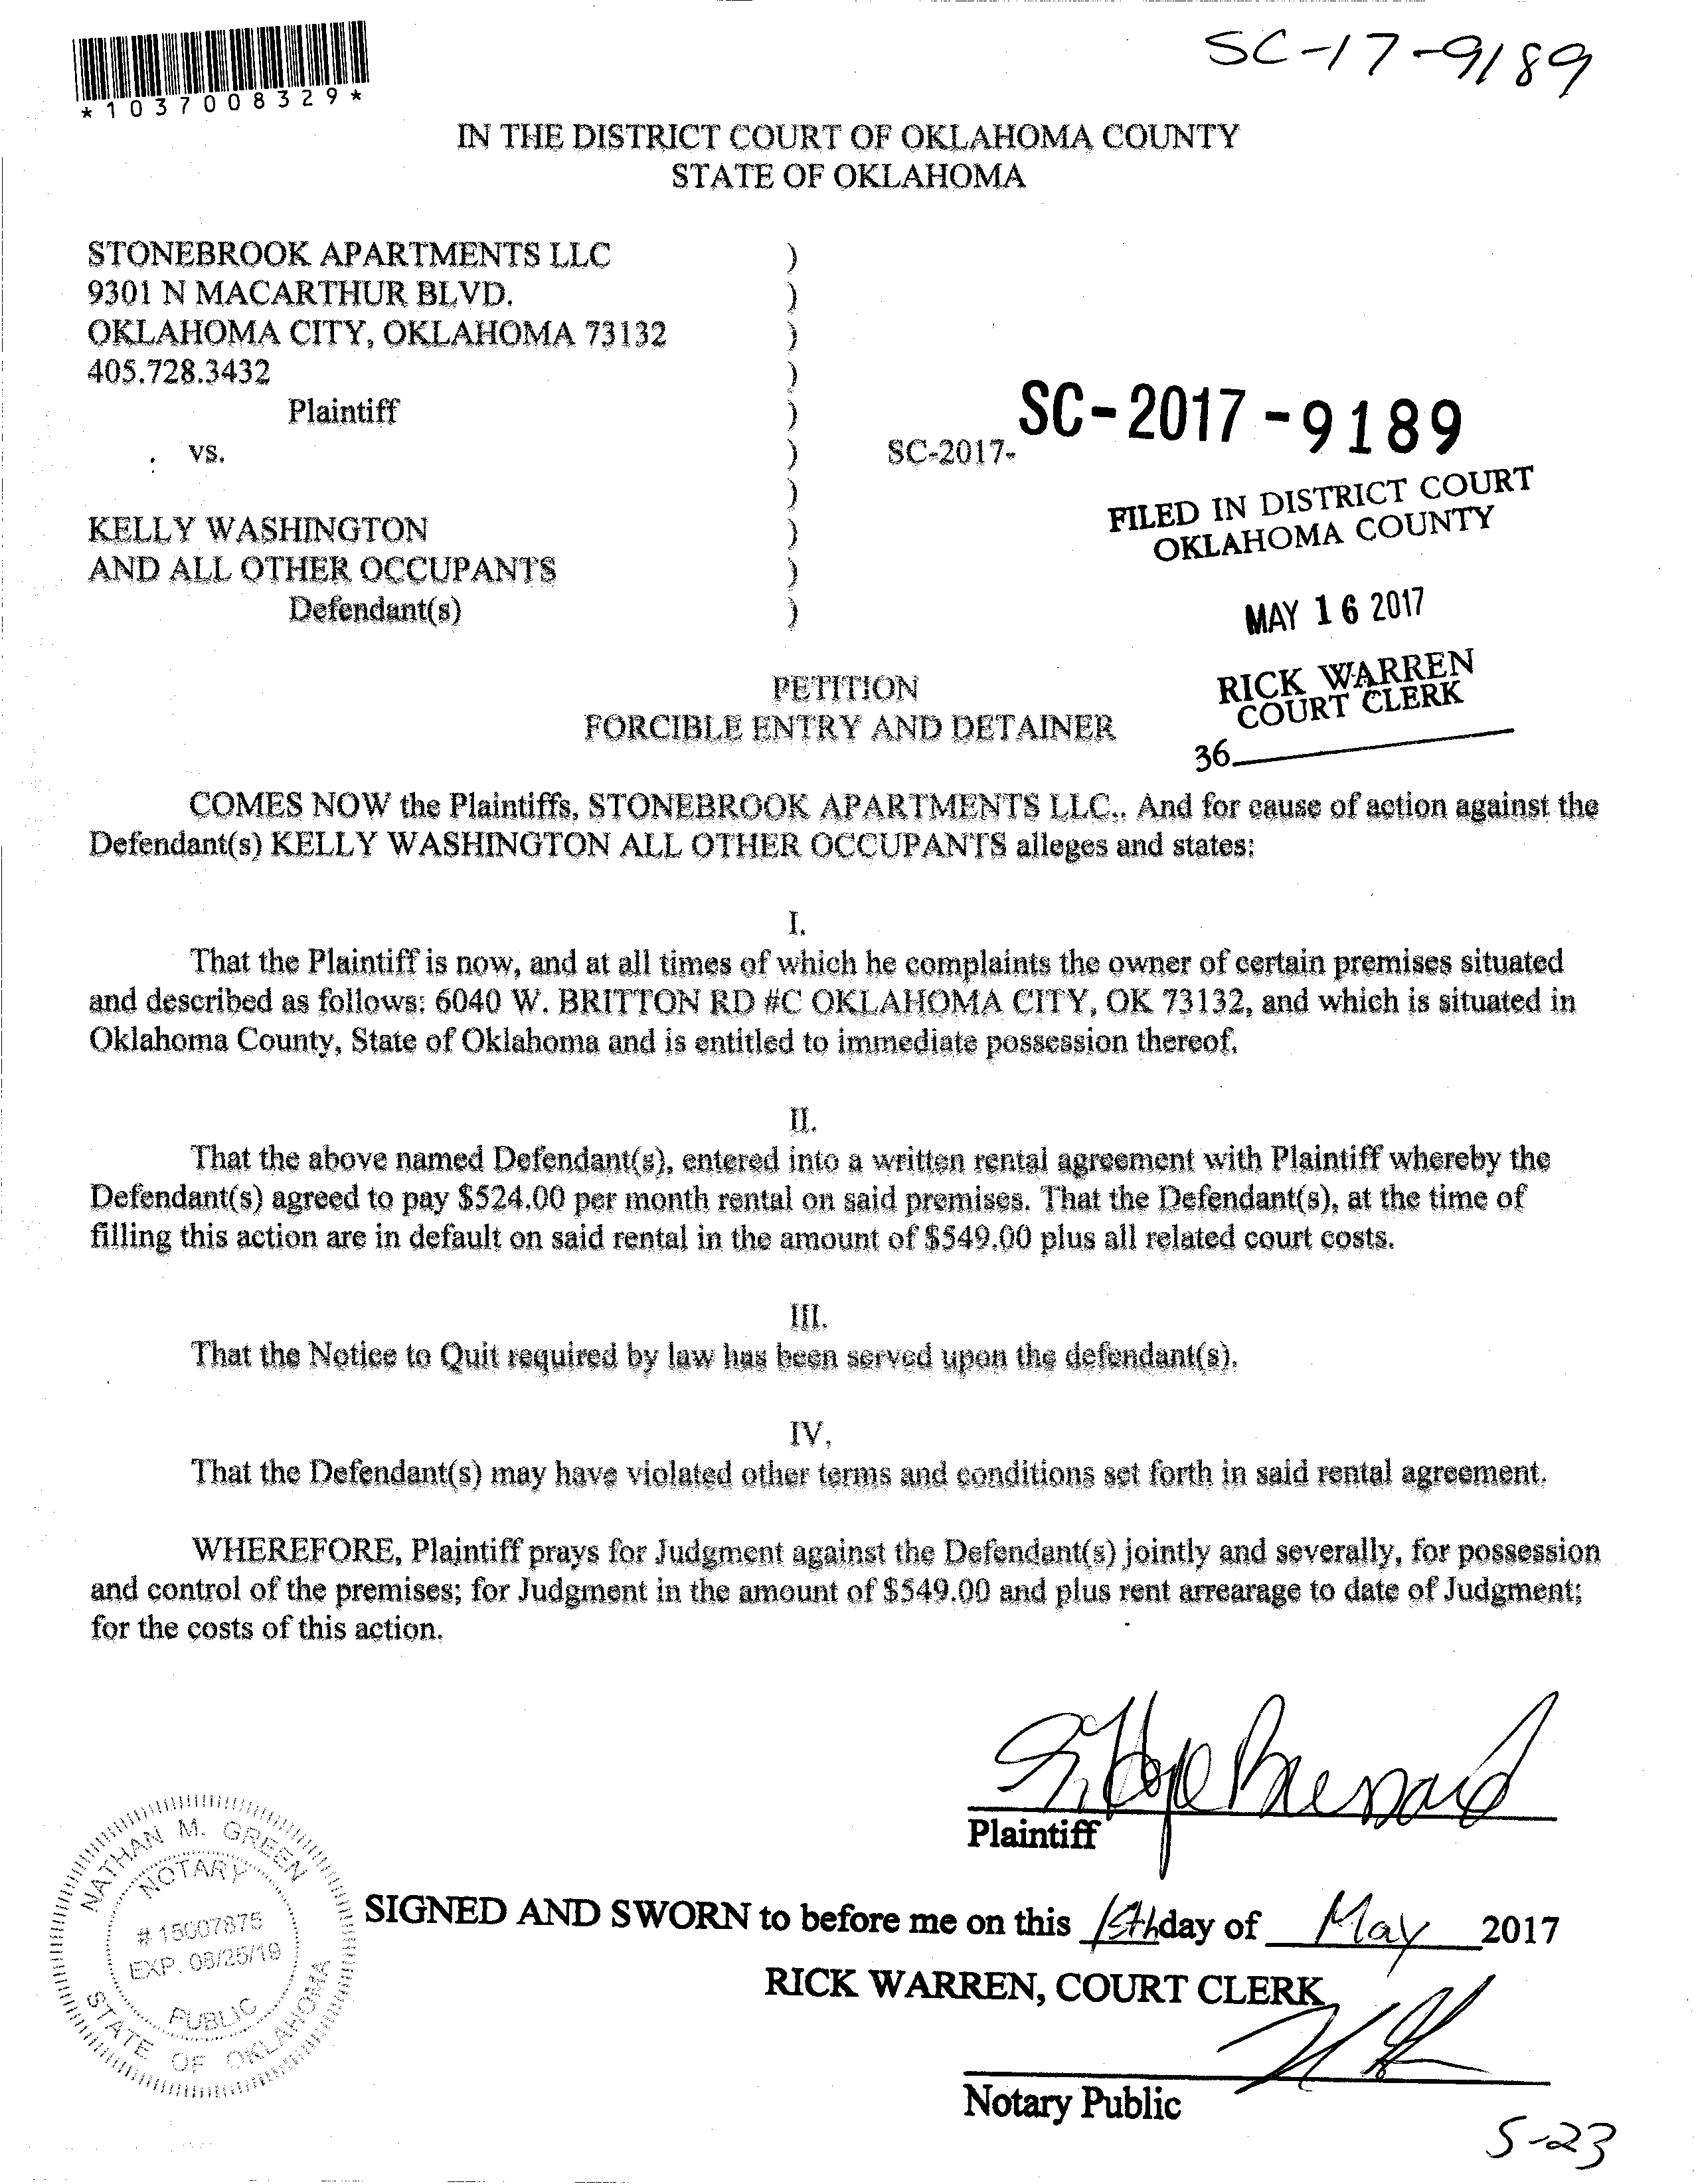 SC-17-9189
*1037008329*
IN THE DISTRICT COURT OF OKLAHOMA COUNTY
STATE OF OKLAHOMA
STONEBROOK APARTMENTS LLC )
9301 N MACARTHUR BLVD. )
OKLAHOMA CITY, OKLAHOMA 73132 )
405.728.3432 )
Plaintiff )
vs. ) SC-2017- SC-2017-9189
)
KELLY WASHINGTON )
AND ALL OTHER OCCUPANTS )
Defendant(s) )
FILED IN DISTRICT COURT
OKLAHOMA COUNTY
MAY 16 2017
RICK WARREN
COURT CLERK
36
PETITION
FORCIBLE ENTRY AND DETAINER
COMES NOW the Plaintiffs, STONEBROOK APARTMENTS LLC.. And for cause of action against the
Defendant(s) KELLY WASHINGTON ALL OTHER OCCUPANTS alleges and states:
I.
That the Plaintiff is now, and at all times of which he complaints the owner of certain premises situated
and described as follows: 6040 W. BRITTON RD #C OKLAHOMA CITY, OK 73132, and which is situated in
Oklahoma County, State of Oklahoma and is entitled to immediate possession thereof.
II.
That the above named Defendant(s), entered into a written rental agreement with Plaintiff whereby the
Defendant(s) agreed to pay $524.00 per month rental on said premises. That the Defendant(s), at the time of
filling this action are in default on said rental in the amount of $549.00 plus all related court costs.
III.
That the Notice to Quit required by law has been served upon the defendant(s).
IV.
That the Defendant(s) may have violated other terms and conditions set forth in said rental agreement.
WHEREFORE, Plaintiff prays for Judgment against the Defendant(s) jointly and severally, for possession
and control of the premises; for Judgment in the amount of $549.00 and plus rent arrearage to date of Judgment;
for the costs of this action.
Plaintiff
NATHAN M. GREEN
NOTARY
# 15007875
EXP. 08/25/19
PUBLIC
STATE OF OKLAHOMA
SIGNED AND SWORN to before me on this 15th day of May 2017
RICK WARREN, COURT CLERK
Notary Public
5-23